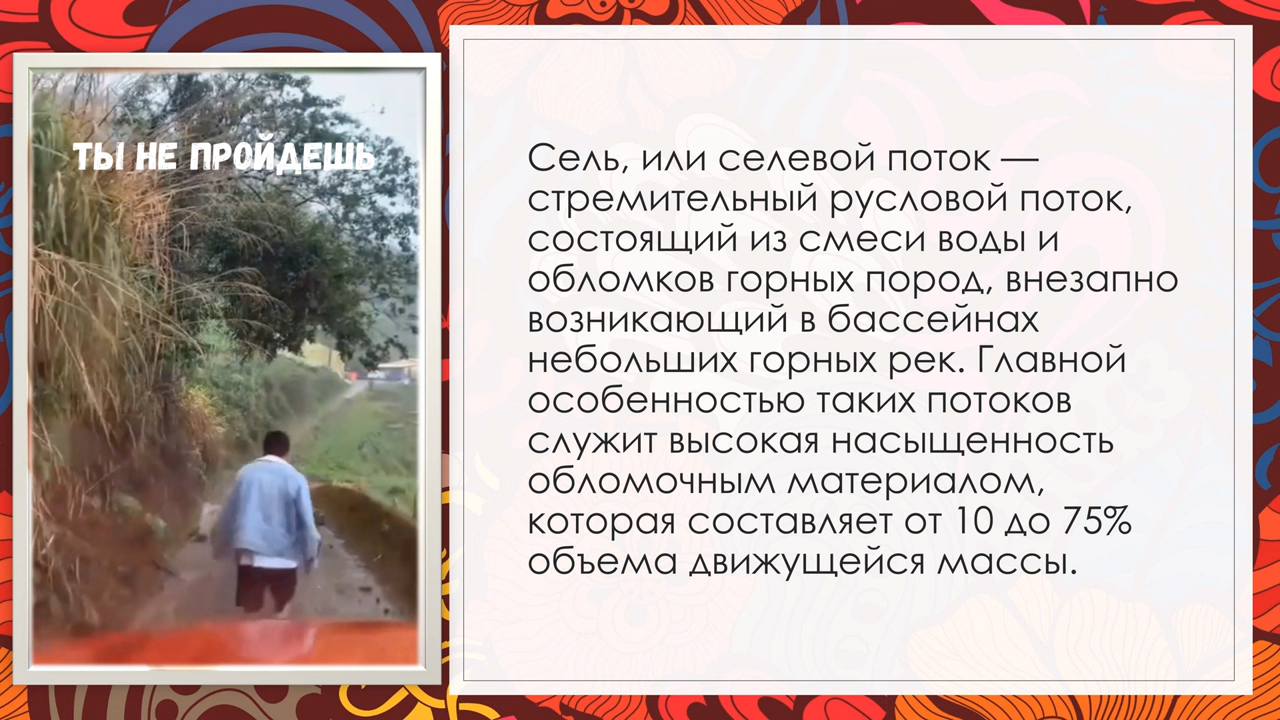 ТЫ НЕ ПРОЙДЕШЬ
Сель, или селевой поток —
стремительный русловой поток,
состоящий из смеси воды и
обломков горных пород, внезапно
возникающий в бассейнах
небольших горных рек. Главной
особенностью таких потоков
служит высокая насыщенность
обломочным материалом,
которая составляет от 10 до 75%
объема движущейся массы.